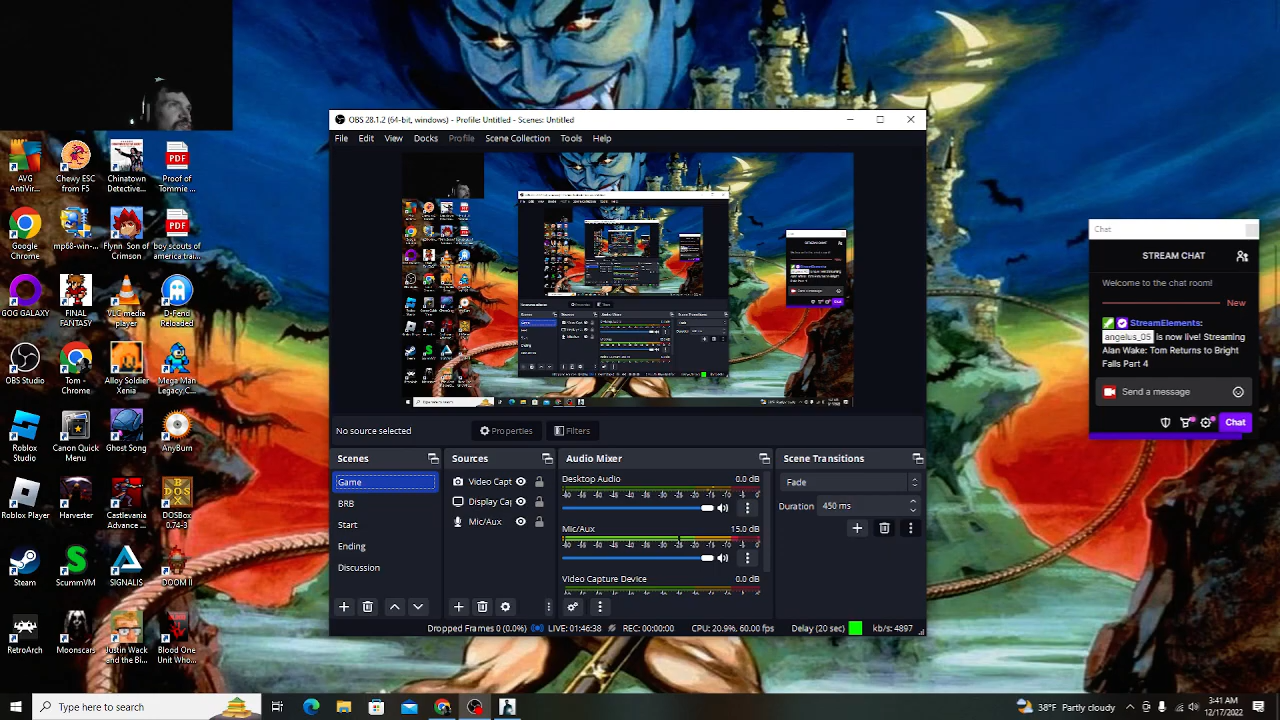 OBS 28.1.2 (64-bit, windows) - Profile: Untitled - Scenes: Untitled
File Edit View Docks Profile Scene Collection Tools Help
No source selected
Properties
Filters
Scenes
Game
BRB
Start
Ending
Discussion
Sources
Video Capt
Display Ca
Mic/Aux
Audio Mixer
Desktop Audio 0.0 dB
Mic/Aux 15.0 dB
Video Capture Device 0.0 dB
Scene Transitions
Fade
Duration 450 ms
Dropped Frames 0 (0.0%) LIVE: 01:46:38 REC: 00:00:00 CPU: 20.9%, 60.00 fps Delay (20 sec) kb/s: 4897
AVG
AntiVir...
Chewy ESC
from F5
Chinatown
Detective...
PDF
Proof of
Tommie ...
Google
Chrome
mp68-win-...
Flynn Son of
Crimson
PDF
boy scouts of
america trai...
GOG GALAXY
FINAL
FANTASY
VLC media
player
D-Fend
Reloaded
OBS Studio
Tom -
Chrome
Alloy Soldier
Xenia
Mega Man
Legacy C...
Roblox
Studio
Canon Quick
Menu
Ghost Song
AnyBurn
Roblox Player
Harvester
Castlevania
Advance ...
DOS BOX
DOSBox
0.74-3
Steam
ScummVM
SIGNALIS
DOOM II
RetroArch
Moonscars
Justin Wack
and the Bi...
Blood One
Unit Who...
Chat
STREAM CHAT
Welcome to the chat room!
New
StreamElements:
angelus_05 is now live! Streaming
Alan Wake: Tom Returns to Bright
Falls Part 4
Send a message
Chat
Type here to search
38°F Partly cloudy
3:41 AM
12/17/2022